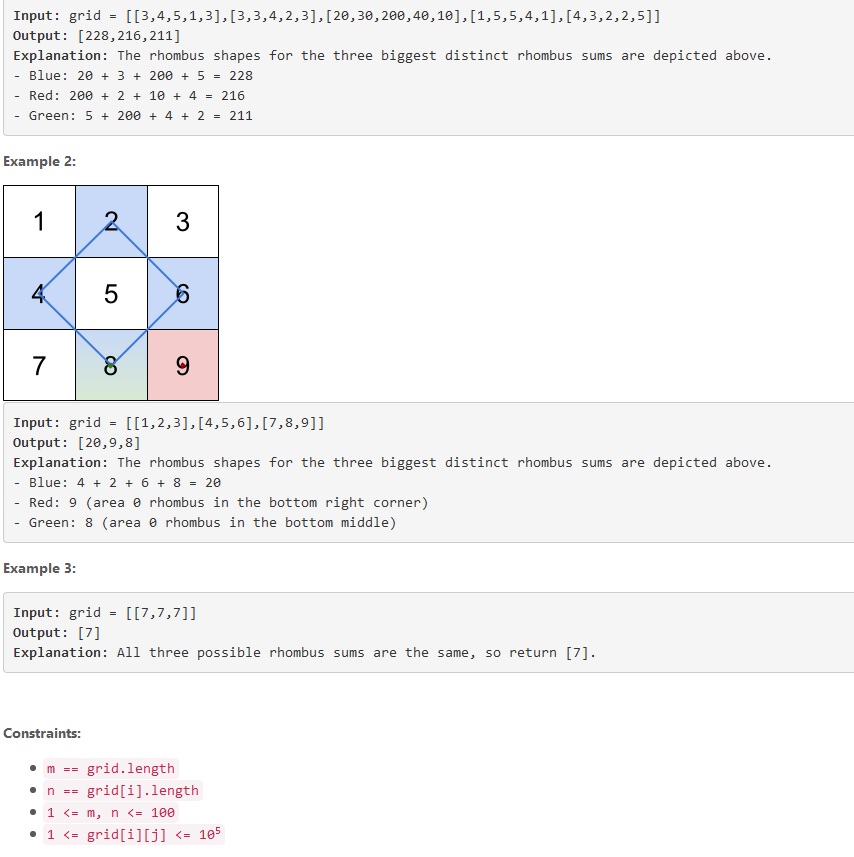 Input: grid = [[3,4,5,1,3],[3,3,4,2,3],[20,30,200,40,10],[1,5,5,4,1],[4,3,2,2,5]]
Output: [228,216,211]
Explanation: The rhombus shapes for the three biggest distinct rhombus sums are depicted above.
- Blue: 20 + 3 + 200 + 5 = 228
- Red: 200 + 2 + 10 + 4 = 216
- Green: 5 + 200 + 4 + 2 = 211
Example 2:
1 2 3
4 5 6
7 8 9
Input: grid = [[1,2,3],[4,5,6],[7,8,9]]
Output: [20,9,8]
Explanation: The rhombus shapes for the three biggest distinct rhombus sums are depicted above.
- Blue: 4 + 2 + 6 + 8 = 20
- Red: 9 (area 0 rhombus in the bottom right corner)
- Green: 8 (area 0 rhombus in the bottom middle)
Example 3:
Input: grid = [[7,7,7]]
Output: [7]
Explanation: All three possible rhombus sums are the same, so return [7].
Constraints:
• m == grid.length
• n == grid[i].length
• 1 <= m, n <= 100
• 1 <= grid[i][j] <= 10⁵